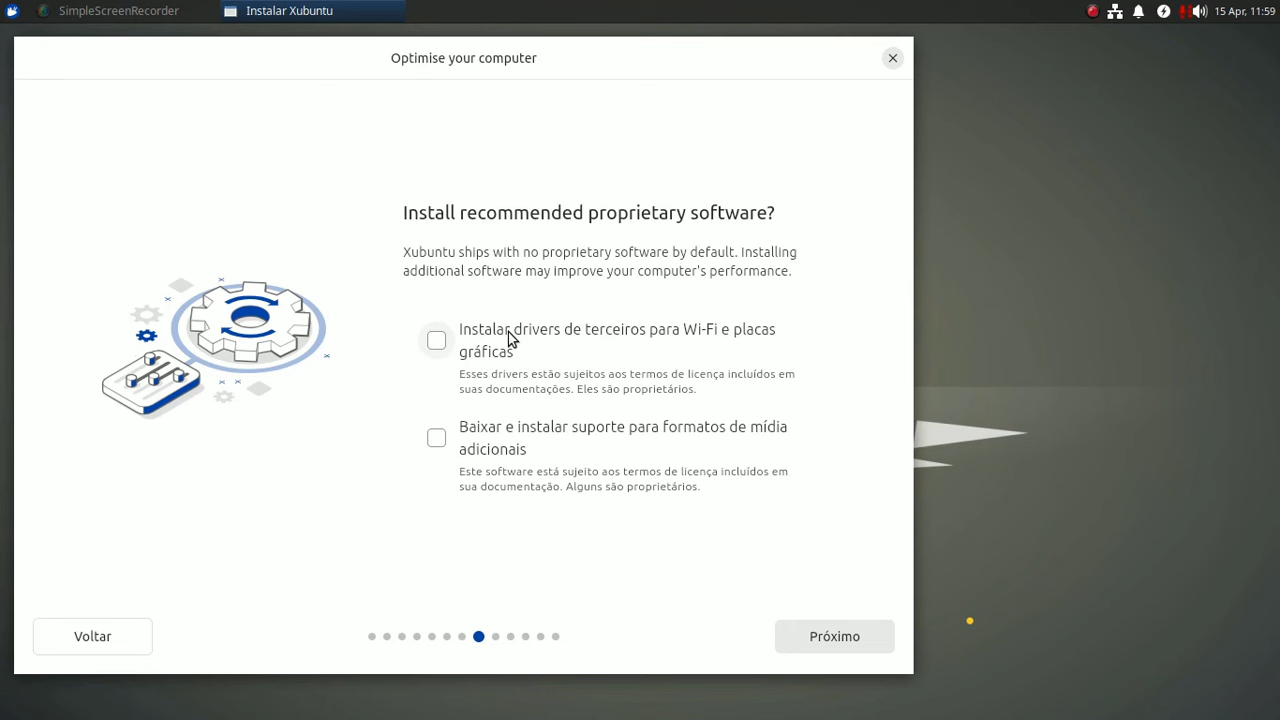 SimpleScreenRecorder
Instalar Xubuntu
15 Apr, 11:59
Optimise your computer
Install recommended proprietary software?
Xubuntu ships with no proprietary software by default. Installing
additional software may improve your computer's performance.
Instalar drivers de terceiros para Wi-Fi e placas
gráficas
Esses drivers estão sujeitos aos termos de licença incluídos em
suas documentações. Eles são proprietários.
Baixar e instalar suporte para formatos de mídia
adicionais
Este software está sujeito aos termos de licença incluídos em
sua documentação. Alguns são proprietários.
Voltar
Próximo